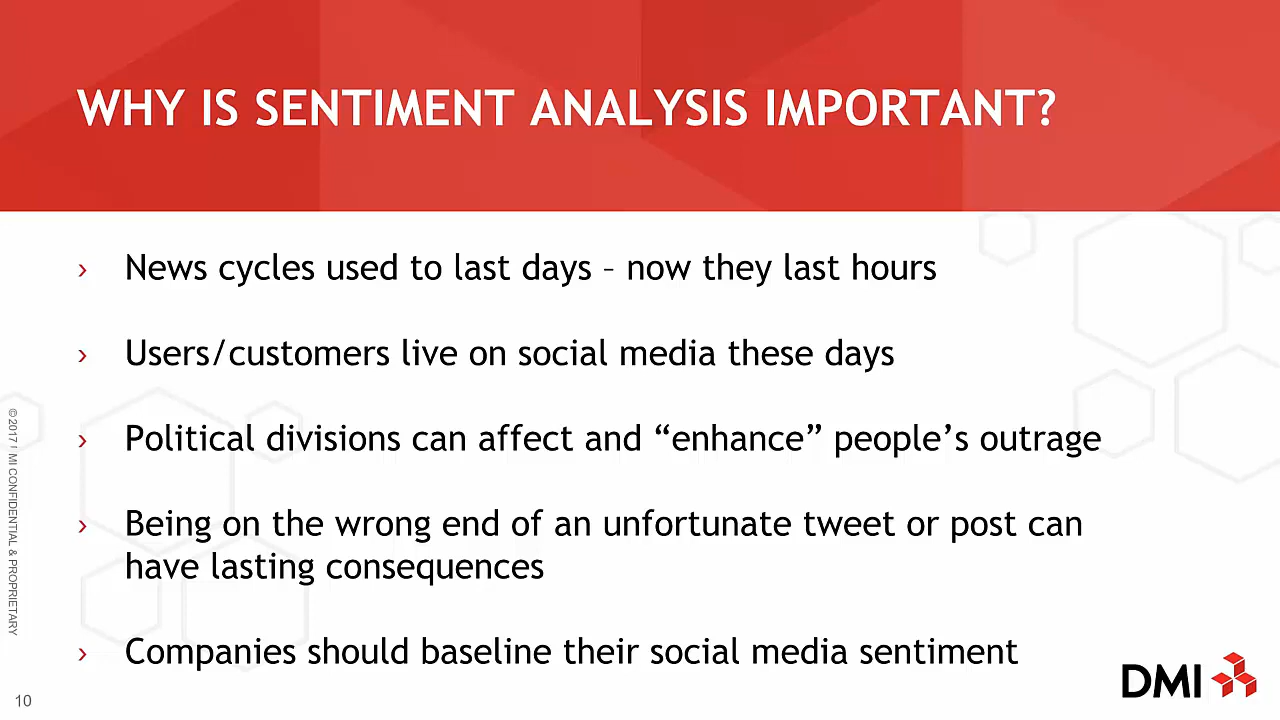 WHY IS SENTIMENT ANALYSIS IMPORTANT?
› News cycles used to last days – now they last hours
› Users/customers live on social media these days
› Political divisions can affect and “enhance” people’s outrage
› Being on the wrong end of an unfortunate tweet or post can
have lasting consequences
› Companies should baseline their social media sentiment
© 2017 MI CONFIDENTIAL & PROPRIETARY
10
DMI